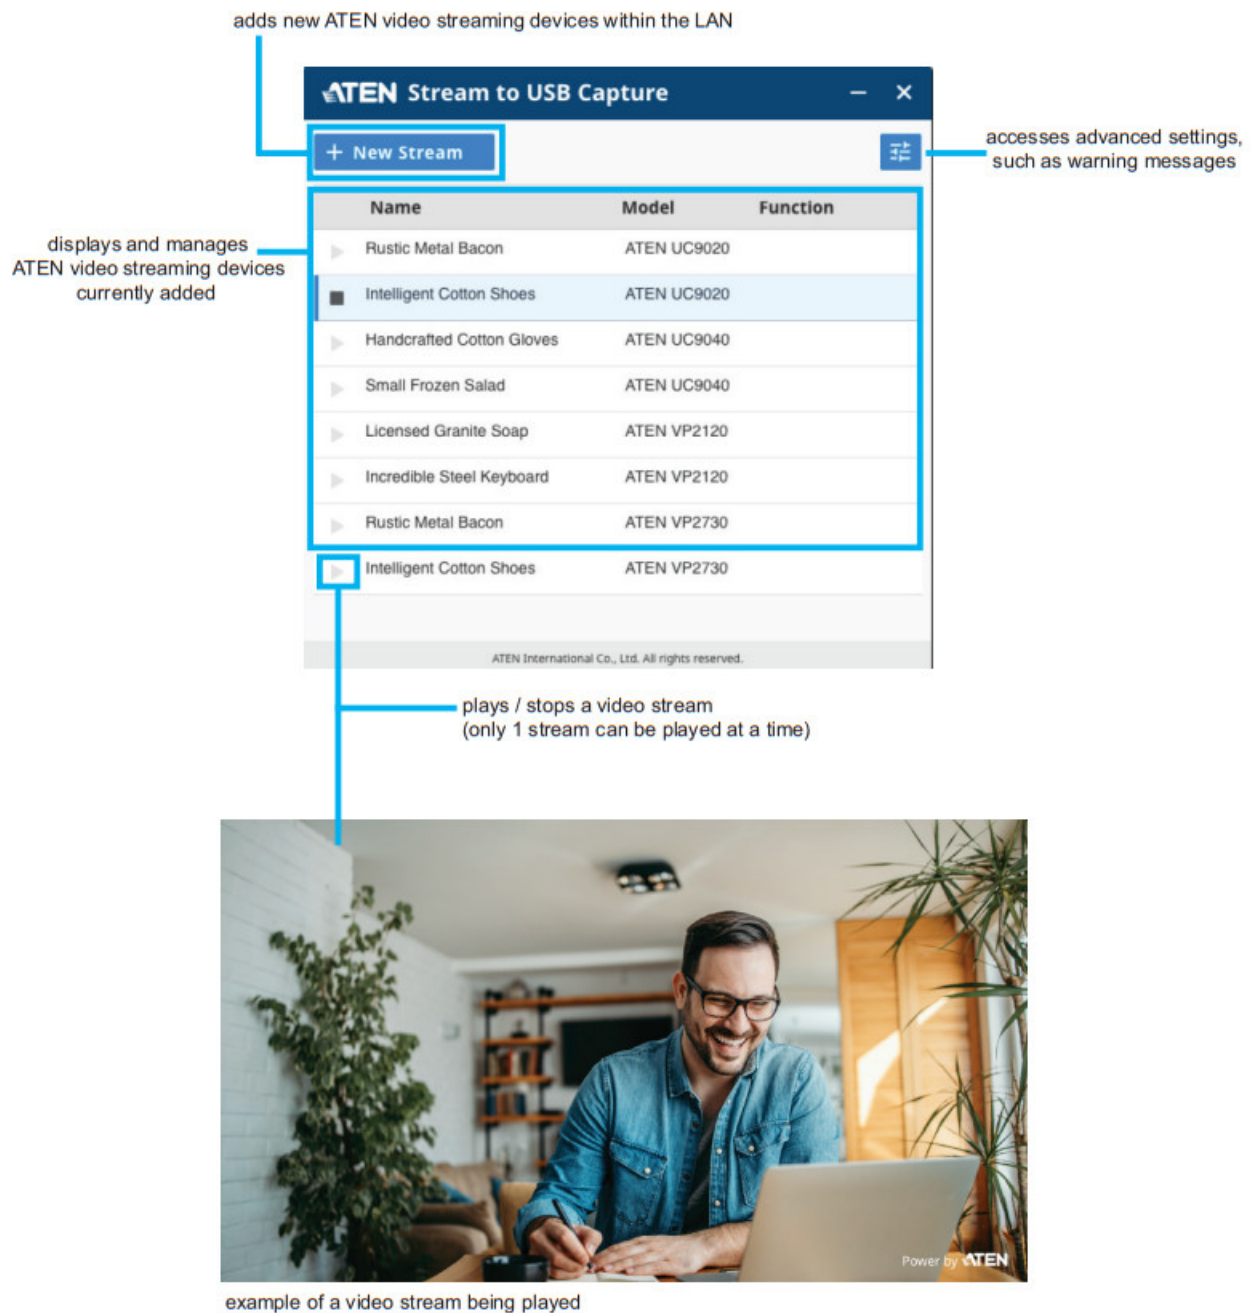 adds new ATEN video streaming devices within the LAN
ATEN Stream to USB Capture
+ New Stream
accesses advanced settings,
such as warning messages
Name Model Function
displays and manages
ATEN video streaming devices
currently added
Rustic Metal Bacon ATEN UC9020
Intelligent Cotton Shoes ATEN UC9020
Handcrafted Cotton Gloves ATEN UC9040
Small Frozen Salad ATEN UC9040
Licensed Granite Soap ATEN VP2120
Incredible Steel Keyboard ATEN VP2120
Rustic Metal Bacon ATEN VP2730
Intelligent Cotton Shoes ATEN VP2730
ATEN International Co., Ltd. All rights reserved.
plays / stops a video stream
(only 1 stream can be played at a time)
Power by ATEN
example of a video stream being played